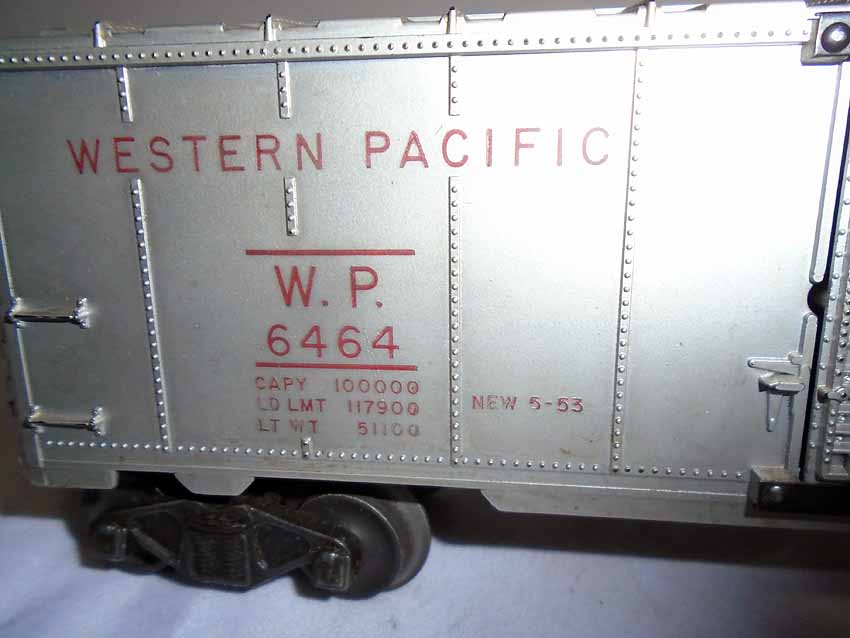 WESTERN PACIFIC
W. P.
6464
CAPY 100000
LD LMT 117900
LT WT 51100
NEW 5-53